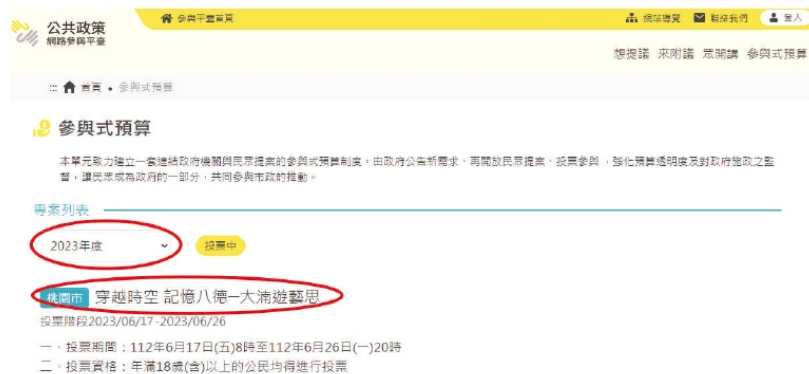 公共政策
網路參與平臺
參與平臺首頁
網站導覽 聯絡我們 登入
想提議 來附議 眾開講 參與式預算
::: 首頁 • 參與式預算
參與式預算
本單元致力建立一套連結政府機關與民眾提案的參與式預算制度。由政府公告新需求、再開放民眾提案、投票參與，強化預算透明度及對政府施政之監
督，讓民眾成為政府的一部分，共同參與市政的推動。
專案列表
2023年度 投票中
桃園市 穿越時空 記憶八德─大湳遊藝思
投票階段2023/06/17-2023/06/26
一、投票期間：112年6月17日(五)8時至112年6月26日(一)20時
二、投票資格：年滿18歲(含)以上的公民均得進行投票